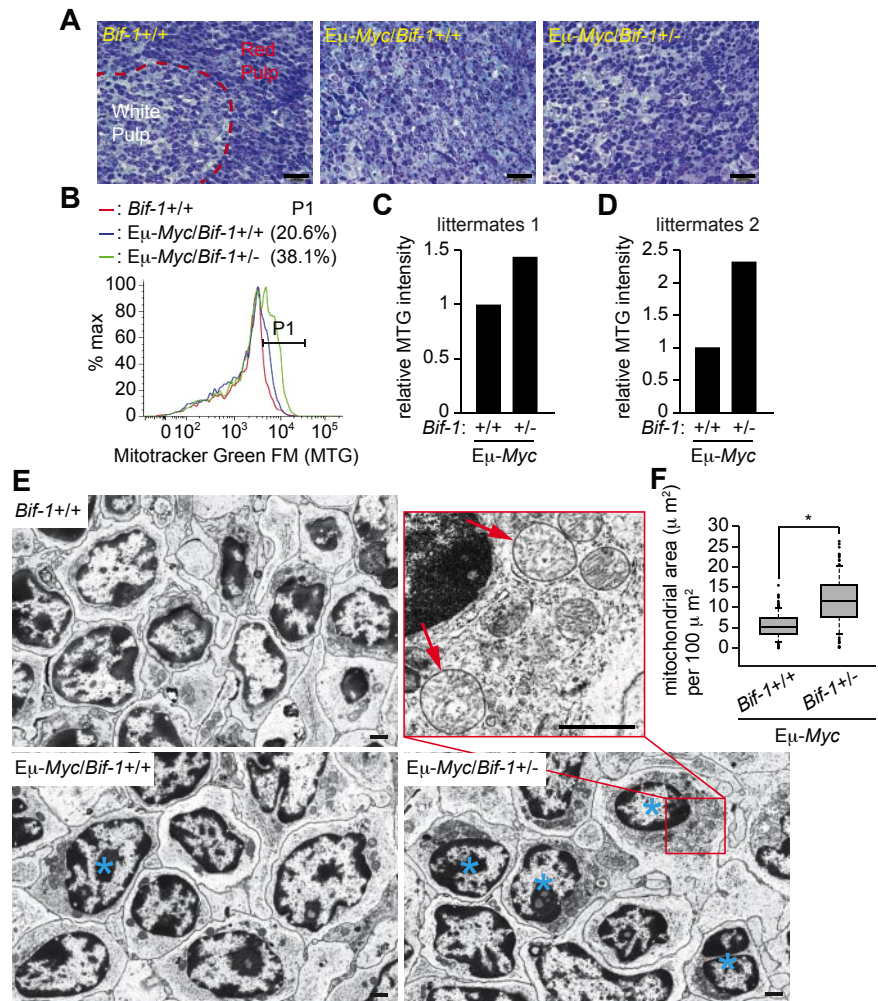 A
Bif-1+/+
Red
Pulp
White
Pulp
Eμ-Myc/Bif-1+/+
Eμ-Myc/Bif-1+/-
B
— : Bif-1+/+ P1
— : Eμ-Myc/Bif-1+/+ (20.6%)
— : Eμ-Myc/Bif-1+/- (38.1%)
% max
100
80
60
40
20
0
P1
0 10² 10³ 10⁴ 10⁵
Mitotracker Green FM (MTG)
C
littermates 1
relative MTG intensity
1.5
1
0.5
0
Bif-1: +/+ +/-
Eμ-Myc
D
littermates 2
relative MTG intensity
2.5
2
1.5
1
0.5
0
Bif-1: +/+ +/-
Eμ-Myc
E
Bif-1+/+
Eμ-Myc/Bif-1+/+
*
Eμ-Myc/Bif-1+/-
*
* *
*
F
mitochondrial area (μ m²)
per 100 μ m²
30
25
20
15
10
5
0
*
Bif-1+/+ Bif-1+/-
Eμ-Myc